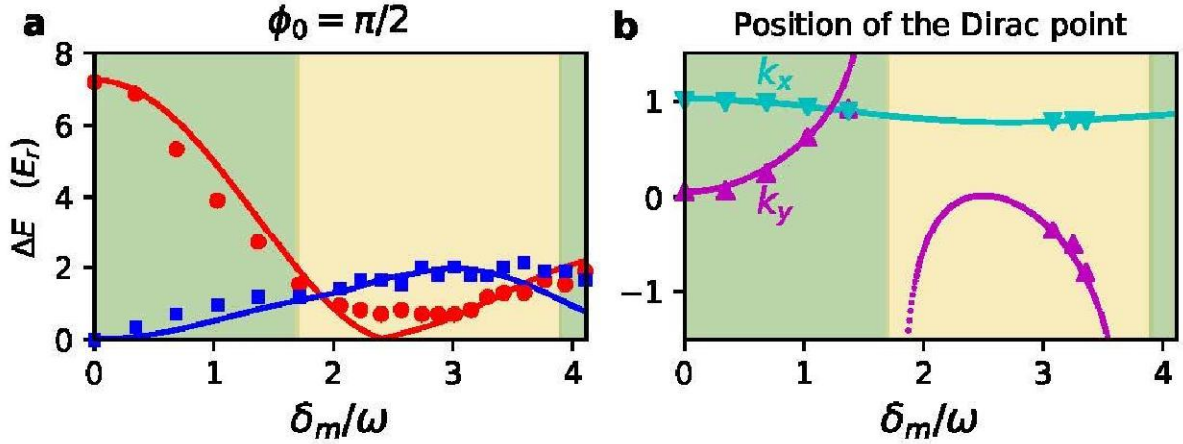 a
ϕ₀ = π/2
8
6
4
2
0
ΔE (Eᵣ)
0 1 2 3 4
δₘ/ω
b
Position of the Dirac point
1
0
−1
kₓ
k_y
0 1 2 3 4
δₘ/ω